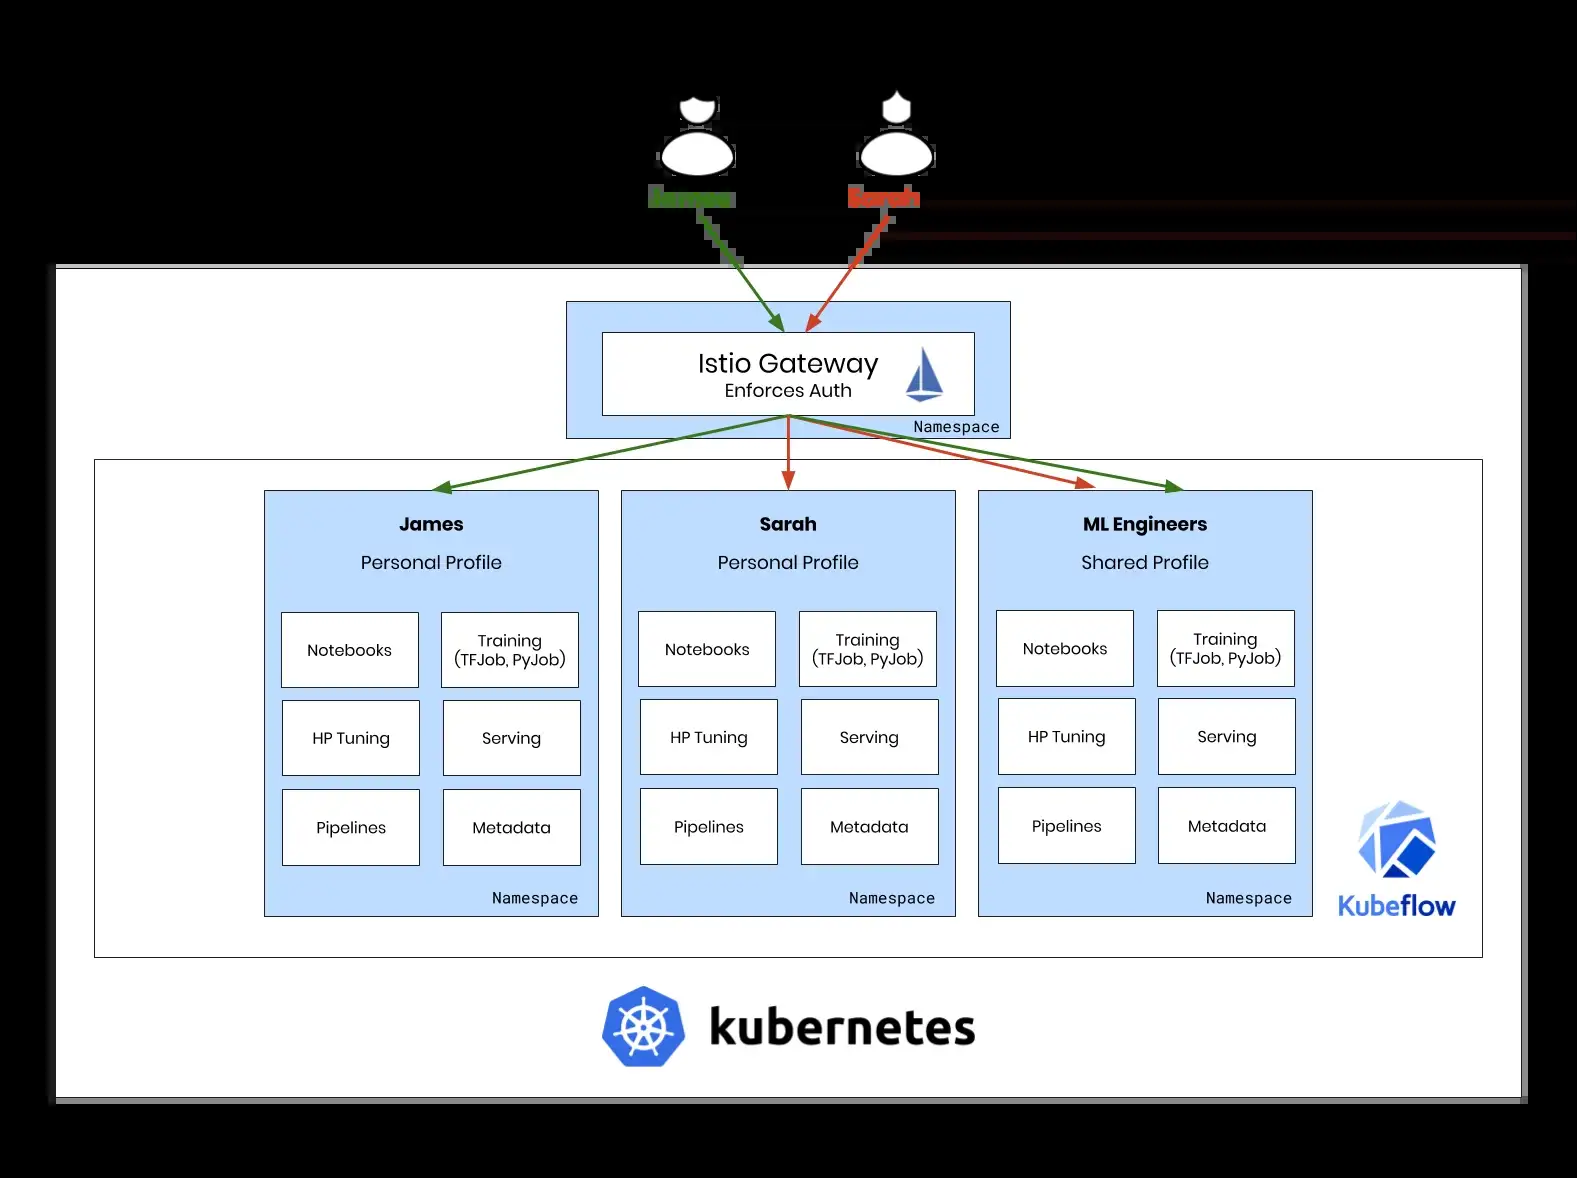 Sarah
Istio Gateway
Enforces Auth
Namespace
James
Personal Profile
Notebooks
Training
(TFJob, PyJob)
HP Tuning
Serving
Pipelines
Metadata
Namespace
Sarah
Personal Profile
Notebooks
Training
(TFJob, PyJob)
HP Tuning
Serving
Pipelines
Metadata
Namespace
ML Engineers
Shared Profile
Notebooks
Training
(TFJob, PyJob)
HP Tuning
Serving
Pipelines
Metadata
Namespace
Kubeflow
kubernetes